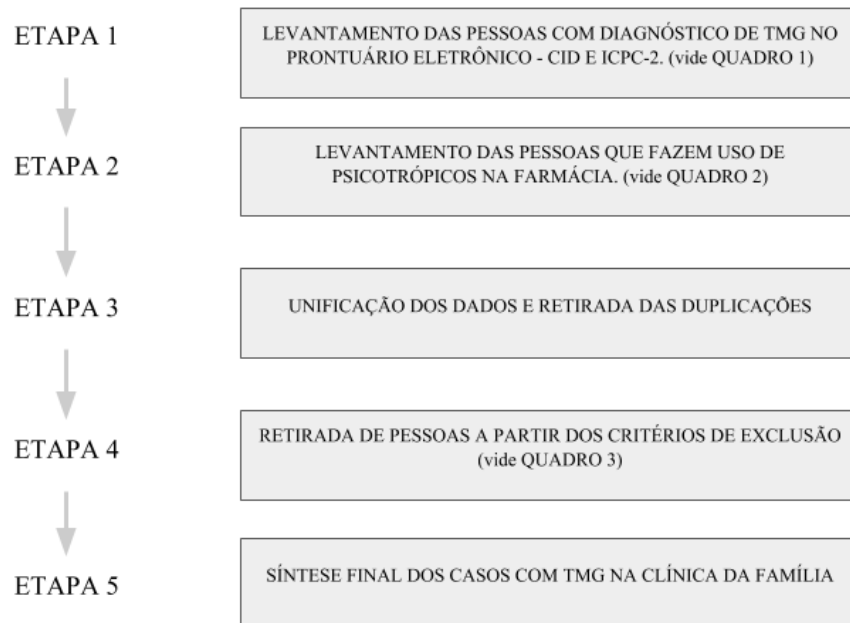 ETAPA 1
LEVANTAMENTO DAS PESSOAS COM DIAGNÓSTICO DE TMG NO
PRONTUÁRIO ELETRÔNICO - CID E ICPC-2. (vide QUADRO 1)
ETAPA 2
LEVANTAMENTO DAS PESSOAS QUE FAZEM USO DE
PSICOTRÓPICOS NA FARMÁCIA. (vide QUADRO 2)
ETAPA 3
UNIFICAÇÃO DOS DADOS E RETIRADA DAS DUPLICAÇÕES
ETAPA 4
RETIRADA DE PESSOAS A PARTIR DOS CRITÉRIOS DE EXCLUSÃO
(vide QUADRO 3)
ETAPA 5
SÍNTESE FINAL DOS CASOS COM TMG NA CLÍNICA DA FAMÍLIA